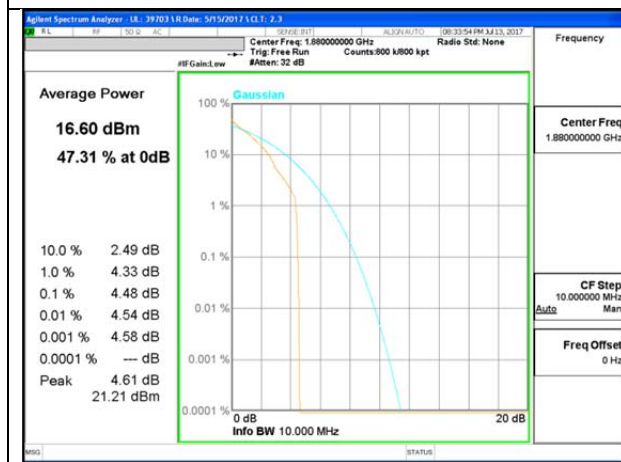 Agilent Spectrum Analyzer - UL: 39703 \ R Date: 5/15/2017 \ CLT: 2.3
RL RF 50 Ω AC SENSE:INT ALIGN AUTO 08:33:54 PM Jul 13, 2017
Center Freq: 1.880000000 GHz Radio Std: None
Trig: Free Run Counts:800 k/800 kpt
#IFGain:Low #Atten: 32 dB
Frequency
Average Power
16.60 dBm
47.31 % at 0dB
10.0 % 2.49 dB
1.0 % 4.33 dB
0.1 % 4.48 dB
0.01 % 4.54 dB
0.001 % 4.58 dB
0.0001 % --- dB
Peak 4.61 dB
21.21 dBm
Gaussian
100 %
10 %
1 %
0.1 %
0.01 %
0.001 %
0.0001 %
0 dB 20 dB
Info BW 10.000 MHz
Center Freq
1.880000000 GHz
CF Step
10.000000 MHz
Auto Man
Freq Offset
0 Hz
MSG STATUS